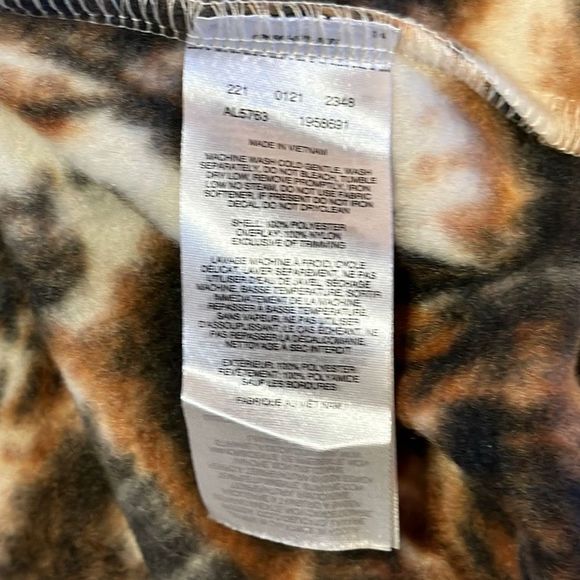 221 0121 2348
AL5763 1958691
MADE IN VIETNAM
MACHINE WASH COLD GENTLE, WASH
SEPARATELY, DO NOT BLEACH, TUMBLE
DRY LOW, REMOVE PROMPTLY, IRON
LOW NO STEAM, DO NOT USE FABRIC
SOFTENER, IF PRESENT DO NOT IRON
DECAL, DO NOT DRYCLEAN
SHELL: 100% POLYESTER
OVERLAY: 100% NYLON
EXCLUSIVE OF TRIMMING
LAVAGE MACHINE À FROID, CYCLE
DÉLICAT, LAVER SÉPARÉMENT, NE PAS
UTILISER D'EAU DE JAVEL, SÉCHAGE
MACHINE BASSE TEMPÉRATURE, SORTIR
IMMÉDIATEMENT DE LA MACHINE,
REPASSER À BASSE TEMPÉRATURE,
SANS VAPEUR, NE PAS UTILISER
D'ASSOUPLISSANT, LE CAS ÉCHÉANT, NE
PAS REPASSER LA DÉCALCOMANIE,
NETTOYAGE À SEC INTERDIT
EXTÉRIEUR: 100% POLYESTER
REVÊTEMENT: 100% POLYAMIDE
SAUF LES BORDURES
FABRIQUÉ AU VIETNAM